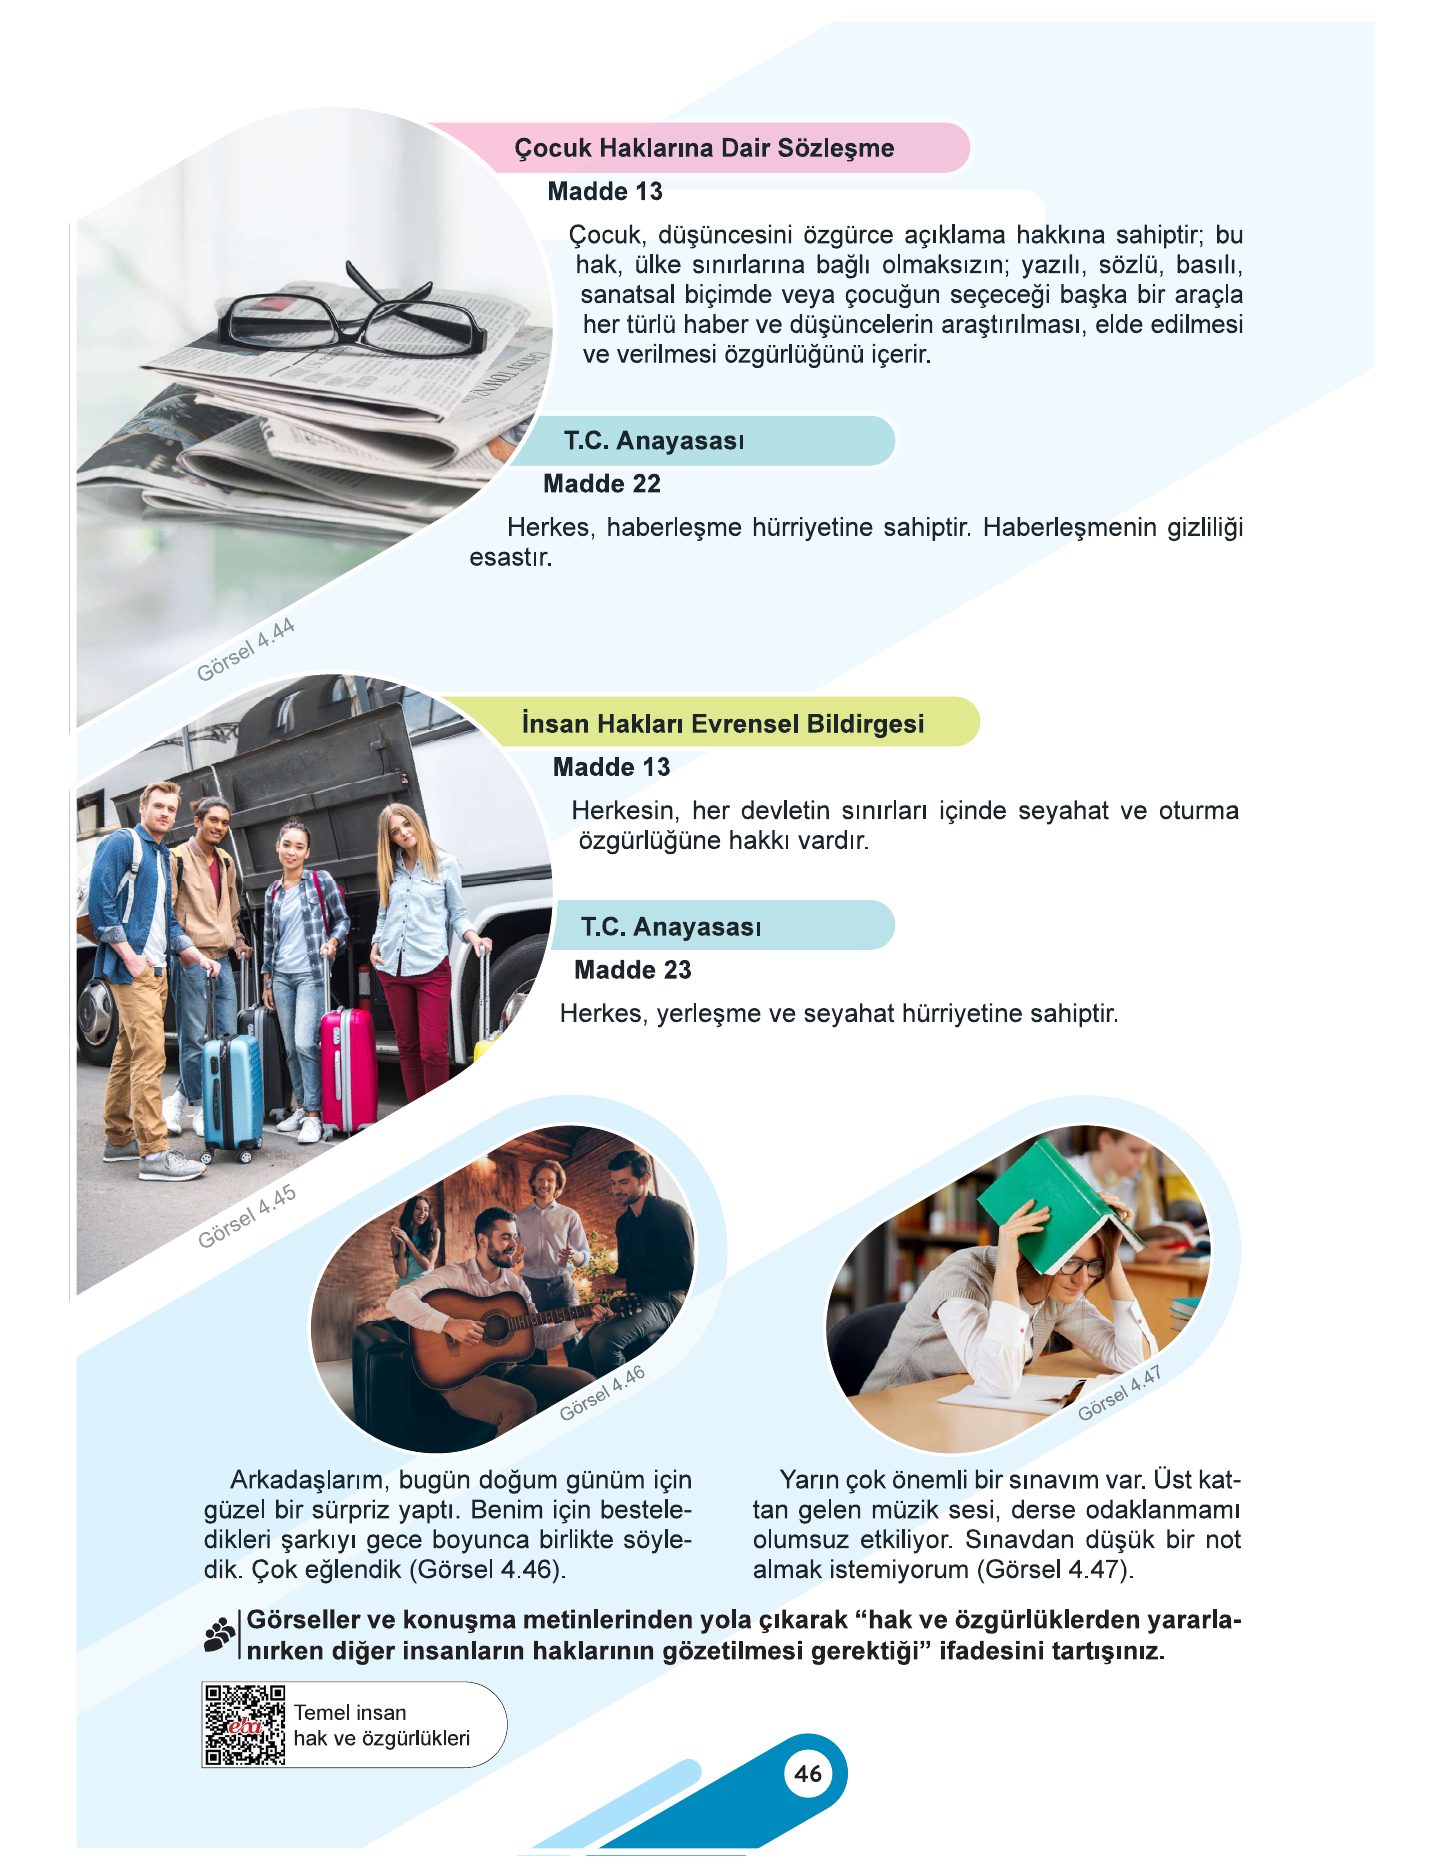 Çocuk Haklarına Dair Sözleşme
Madde 13
Çocuk, düşüncesini özgürce açıklama hakkına sahiptir; bu
hak, ülke sınırlarına bağlı olmaksızın; yazılı, sözlü, basılı,
sanatsal biçimde veya çocuğun seçeceği başka bir araçla
her türlü haber ve düşüncelerin araştırılması, elde edilmesi
ve verilmesi özgürlüğünü içerir.
T.C. Anayasası
Madde 22
Herkes, haberleşme hürriyetine sahiptir. Haberleşmenin gizliliği
esastır.
Görsel 4.44
İnsan Hakları Evrensel Bildirgesi
Madde 13
Herkesin, her devletin sınırları içinde seyahat ve oturma
özgürlüğüne hakkı vardır.
T.C. Anayasası
Madde 23
Herkes, yerleşme ve seyahat hürriyetine sahiptir.
Görsel 4.45
Görsel 4.46
Görsel 4.47
Arkadaşlarım, bugün doğum günüm için
güzel bir sürpriz yaptı. Benim için bestele-
dikleri şarkıyı gece boyunca birlikte söyle-
dik. Çok eğlendik (Görsel 4.46).
Yarın çok önemli bir sınavım var. Üst kat-
tan gelen müzik sesi, derse odaklanmamı
olumsuz etkiliyor. Sınavdan düşük bir not
almak istemiyorum (Görsel 4.47).
Görseller ve konuşma metinlerinden yola çıkarak “hak ve özgürlüklerden yararla-
nırken diğer insanların haklarının gözetilmesi gerektiği” ifadesini tartışınız.
eba
Temel insan
hak ve özgürlükleri
46